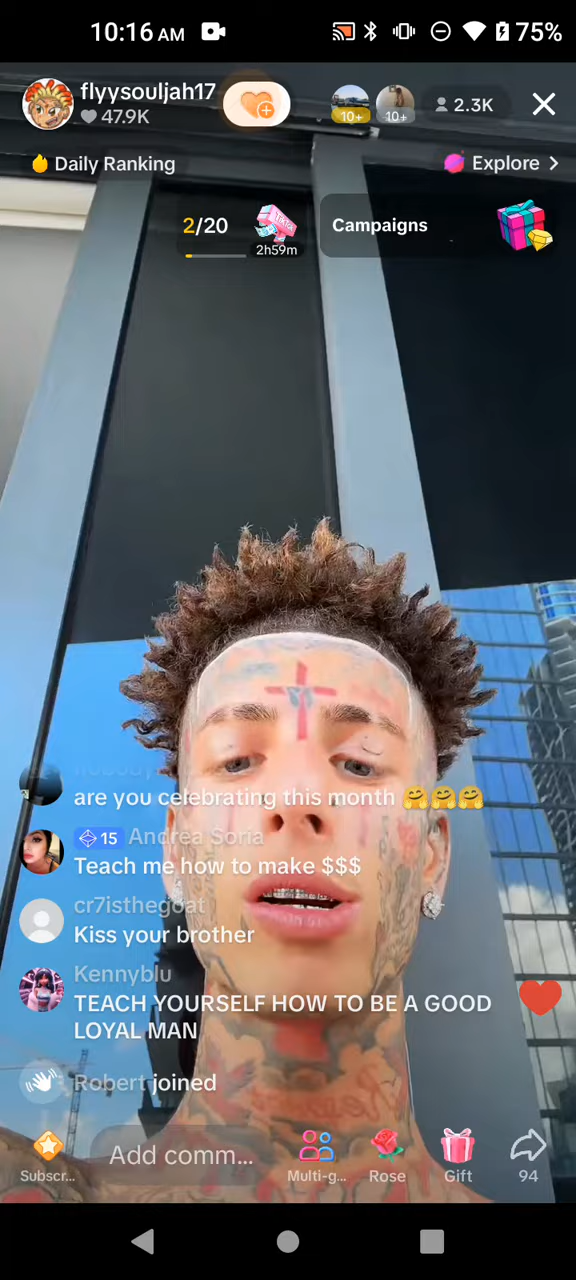 10:16 AM
75%
flyysouljah17
47.9K
10+
10+
2.3K
Daily Ranking
Explore >
2/20
TikTok
2h59m
Campaigns
are you celebrating this month 🤗🤗🤗
15 Andrea Soria
Teach me how to make $$$
cr7isthegoat
Kiss your brother
Kennyblu
TEACH YOURSELF HOW TO BE A GOOD
LOYAL MAN
Robert joined
Add comm...
Subscr...
Multi-g...
Rose
Gift
94